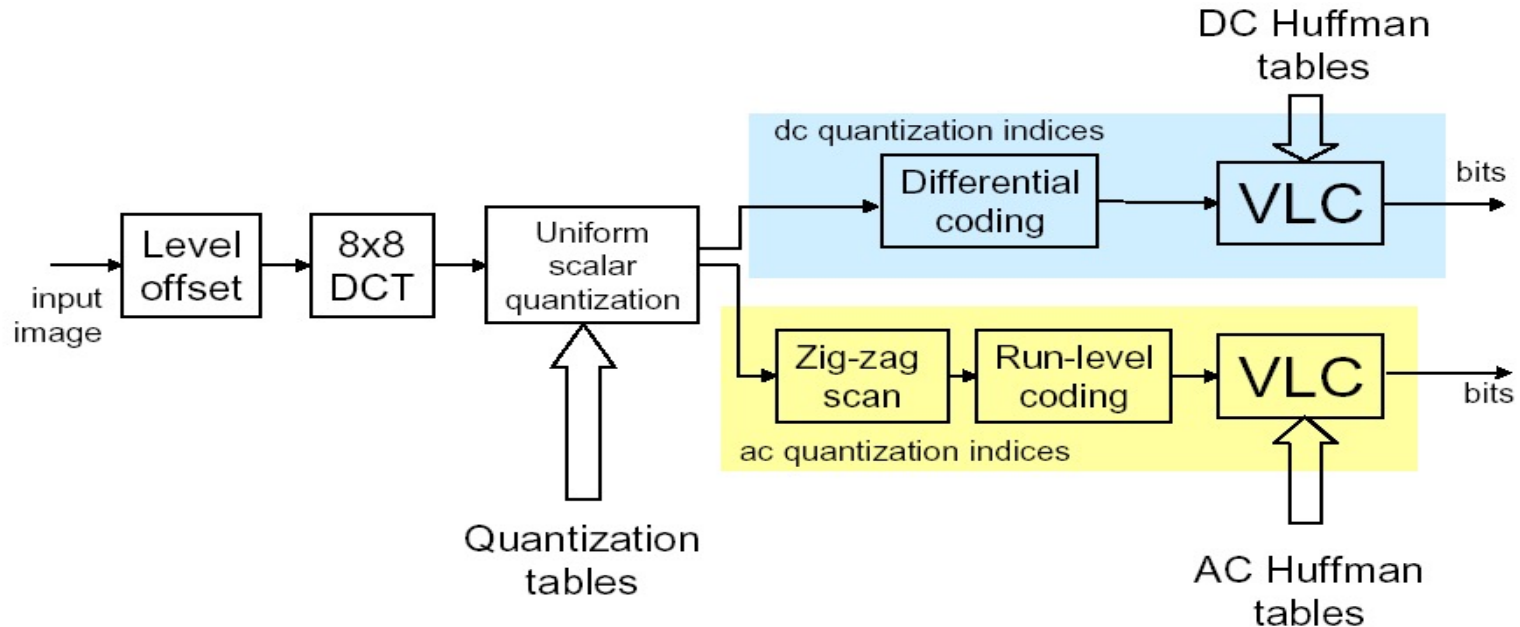 DC Huffman
tables
dc quantization indices
Differential
coding
VLC
bits
input
image
Level
offset
8x8
DCT
Uniform
scalar
quantization
Zig-zag
scan
Run-level
coding
VLC
bits
ac quantization indices
Quantization
tables
AC Huffman
tables